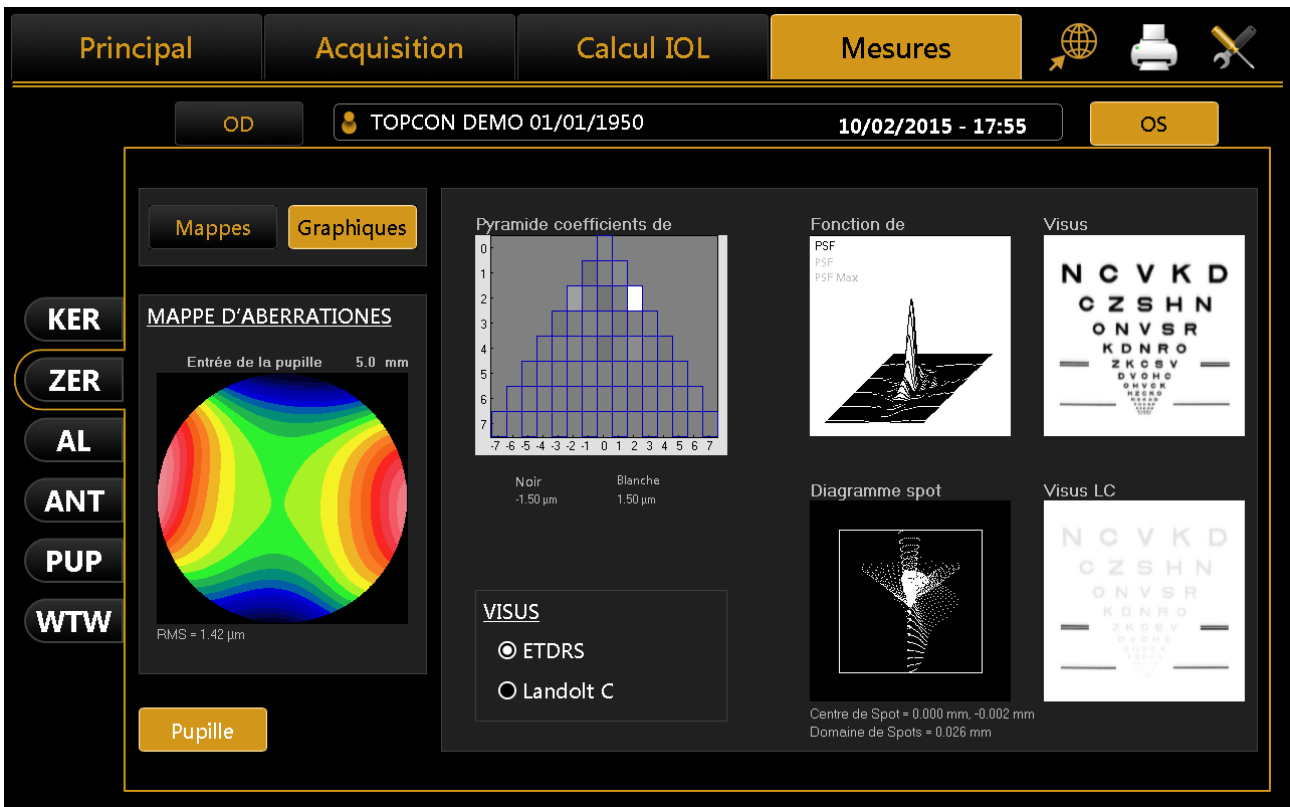 Principal Acquisition Calcul IOL Mesures
OD TOPCON DEMO 01/01/1950 10/02/2015 - 17:55 OS
Mappes Graphiques
KER
ZER
AL
ANT
PUP
WTW
MAPPE D'ABERRATIONES
Entrée de la pupille 5.0 mm
RMS = 1.42 µm
Pupille
Pyramide coefficients de
0
1
2
3
4
5
6
7
-7 -6 -5 -4 -3 -2 -1 0 1 2 3 4 5 6 7
Noir Blanche
-1.50 µm 1.50 µm
VISUS
ETDRS
Landolt C
Fonction de
PSF
PSF
PSF Max
Visus
N C V K D
C Z S H N
O N V S R
K D N R O
Z K C S V
D V O H C
O H V C K
H Z C K O
Diagramme spot
Centre de Spot = 0.000 mm, -0.002 mm
Domaine de Spots = 0.026 mm
Visus LC
N C V K D
C Z S H N
O N V S R
K D N R O
Z K C S V